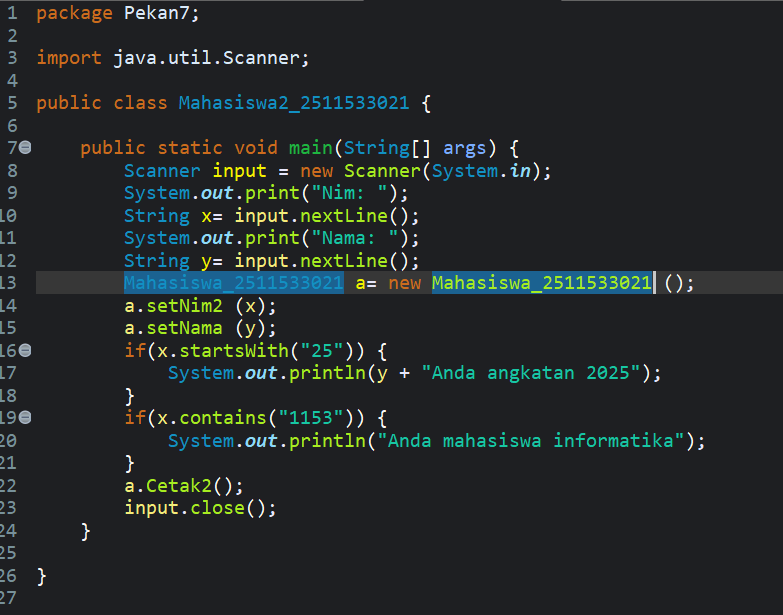 1 package Pekan7;
2
3 import java.util.Scanner;
4
5 public class Mahasiswa2_2511533021 {
6
7 public static void main(String[] args) {
8 Scanner input = new Scanner(System.in);
9 System.out.print("Nim: ");
10 String x= input.nextLine();
11 System.out.print("Nama: ");
12 String y= input.nextLine();
13 Mahasiswa_2511533021 a= new Mahasiswa_2511533021 ();
14 a.setNim2 (x);
15 a.setNama (y);
16 if(x.startsWith("25")) {
17 System.out.println(y + "Anda angkatan 2025");
18 }
19 if(x.contains("1153")) {
20 System.out.println("Anda mahasiswa informatika");
21 }
22 a.Cetak2();
23 input.close();
24 }
25
26 }
27